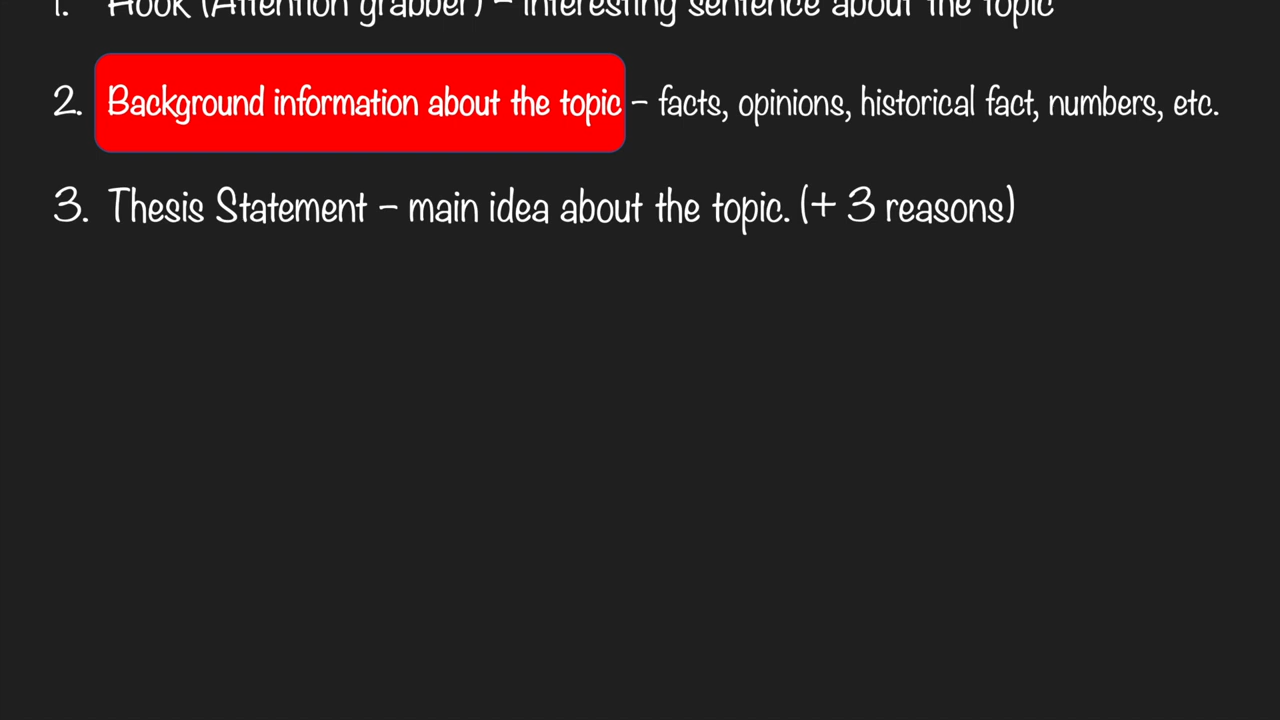 1. Hook (Attention grabber) – interesting sentence about the topic
2. Background information about the topic – facts, opinions, historical fact, numbers, etc.
3. Thesis Statement – main idea about the topic. (+ 3 reasons)